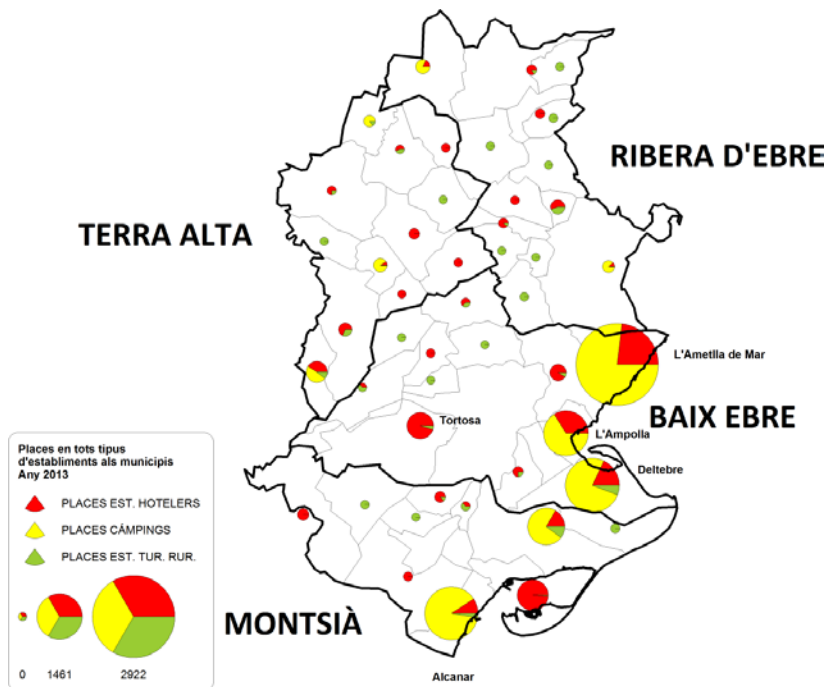 RIBERA D'EBRE
TERRA ALTA
L'Ametlla de Mar
BAIX EBRE
Tortosa
L'Ampolla
Deltebre
Places en tots tipus
d'establiments als municipis
Any 2013
PLACES EST. HOTELERS
PLACES CÀMPINGS
PLACES EST. TUR. RUR.
0 1461 2922
MONTSIÀ
Alcanar